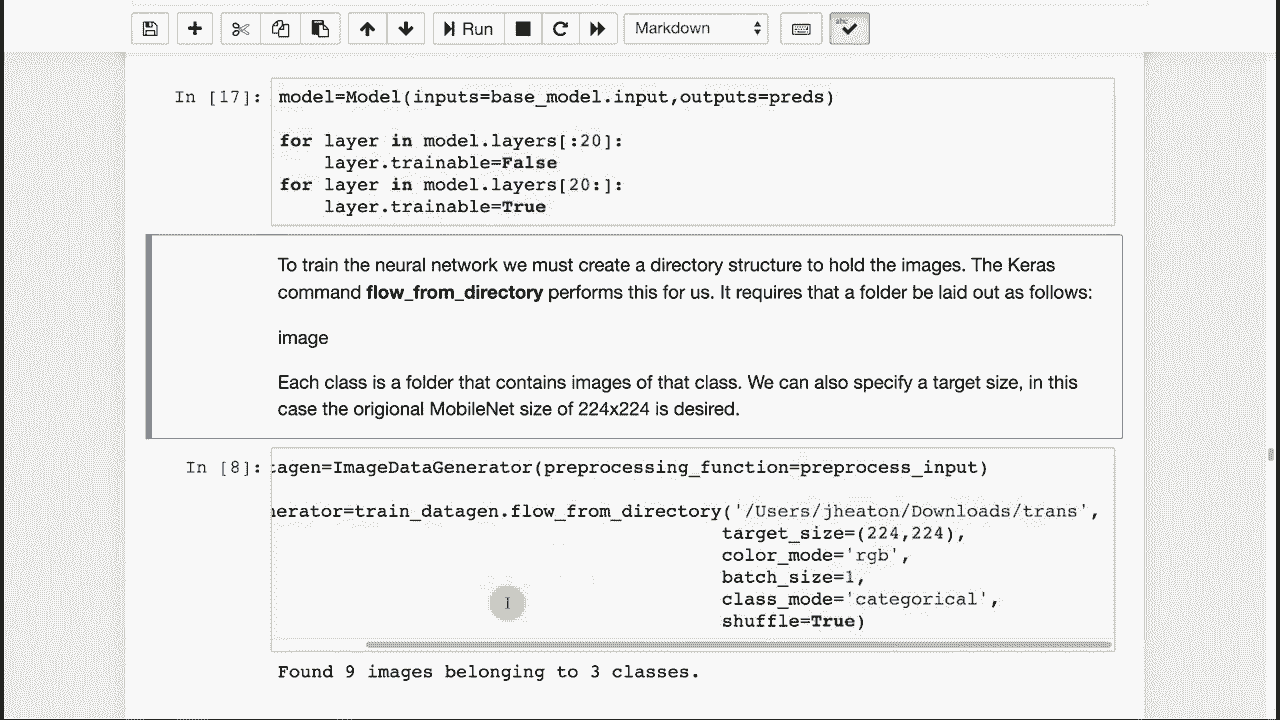 Run
Markdown
abc
In [17]:
model=Model(inputs=base_model.input,outputs=preds)
for layer in model.layers[:20]:
    layer.trainable=False
for layer in model.layers[20:]:
    layer.trainable=True
To train the neural network we must create a directory structure to hold the images. The Keras
command flow_from_directory performs this for us. It requires that a folder be laid out as follows:
image
Each class is a folder that contains images of that class. We can also specify a target size, in this
case the origional MobileNet size of 224x224 is desired.
In [8]:
tagen=ImageDataGenerator(preprocessing_function=preprocess_input)
nerator=train_datagen.flow_from_directory('/Users/jheaton/Downloads/trans',
target_size=(224,224),
color_mode='rgb',
batch_size=1,
class_mode='categorical',
shuffle=True)
Found 9 images belonging to 3 classes.